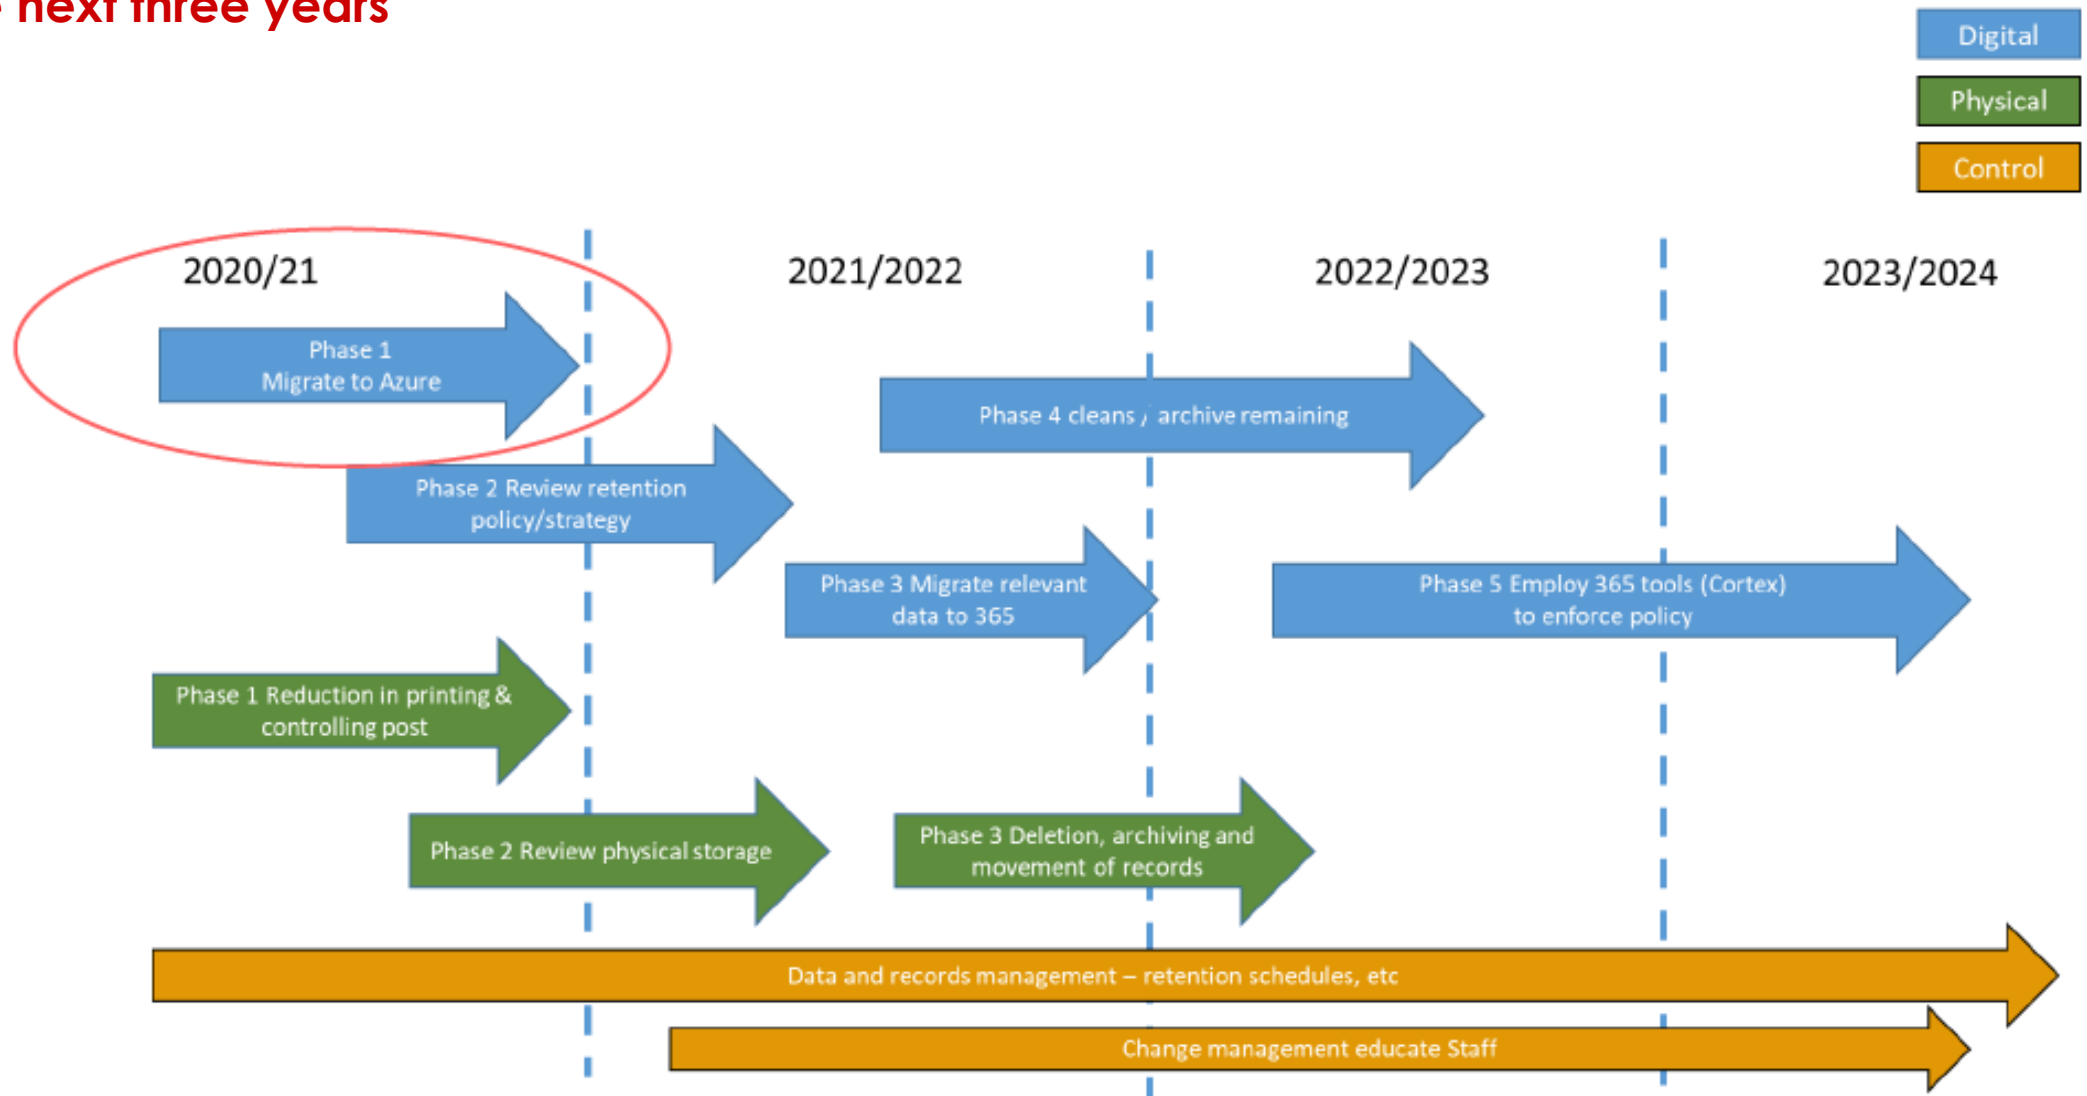 next three years
Digital
Physical
Control
2020/21
2021/2022
2022/2023
2023/2024
Phase 1
Migrate to Azure
Phase 4 cleans / archive remaining
Phase 2 Review retention
policy/strategy
Phase 3 Migrate relevant
data to 365
Phase 5 Employ 365 tools (Cortex)
to enforce policy
Phase 1 Reduction in printing &
controlling post
Phase 2 Review physical storage
Phase 3 Deletion, archiving and
movement of records
Data and records management – retention schedules, etc
Change management educate Staff